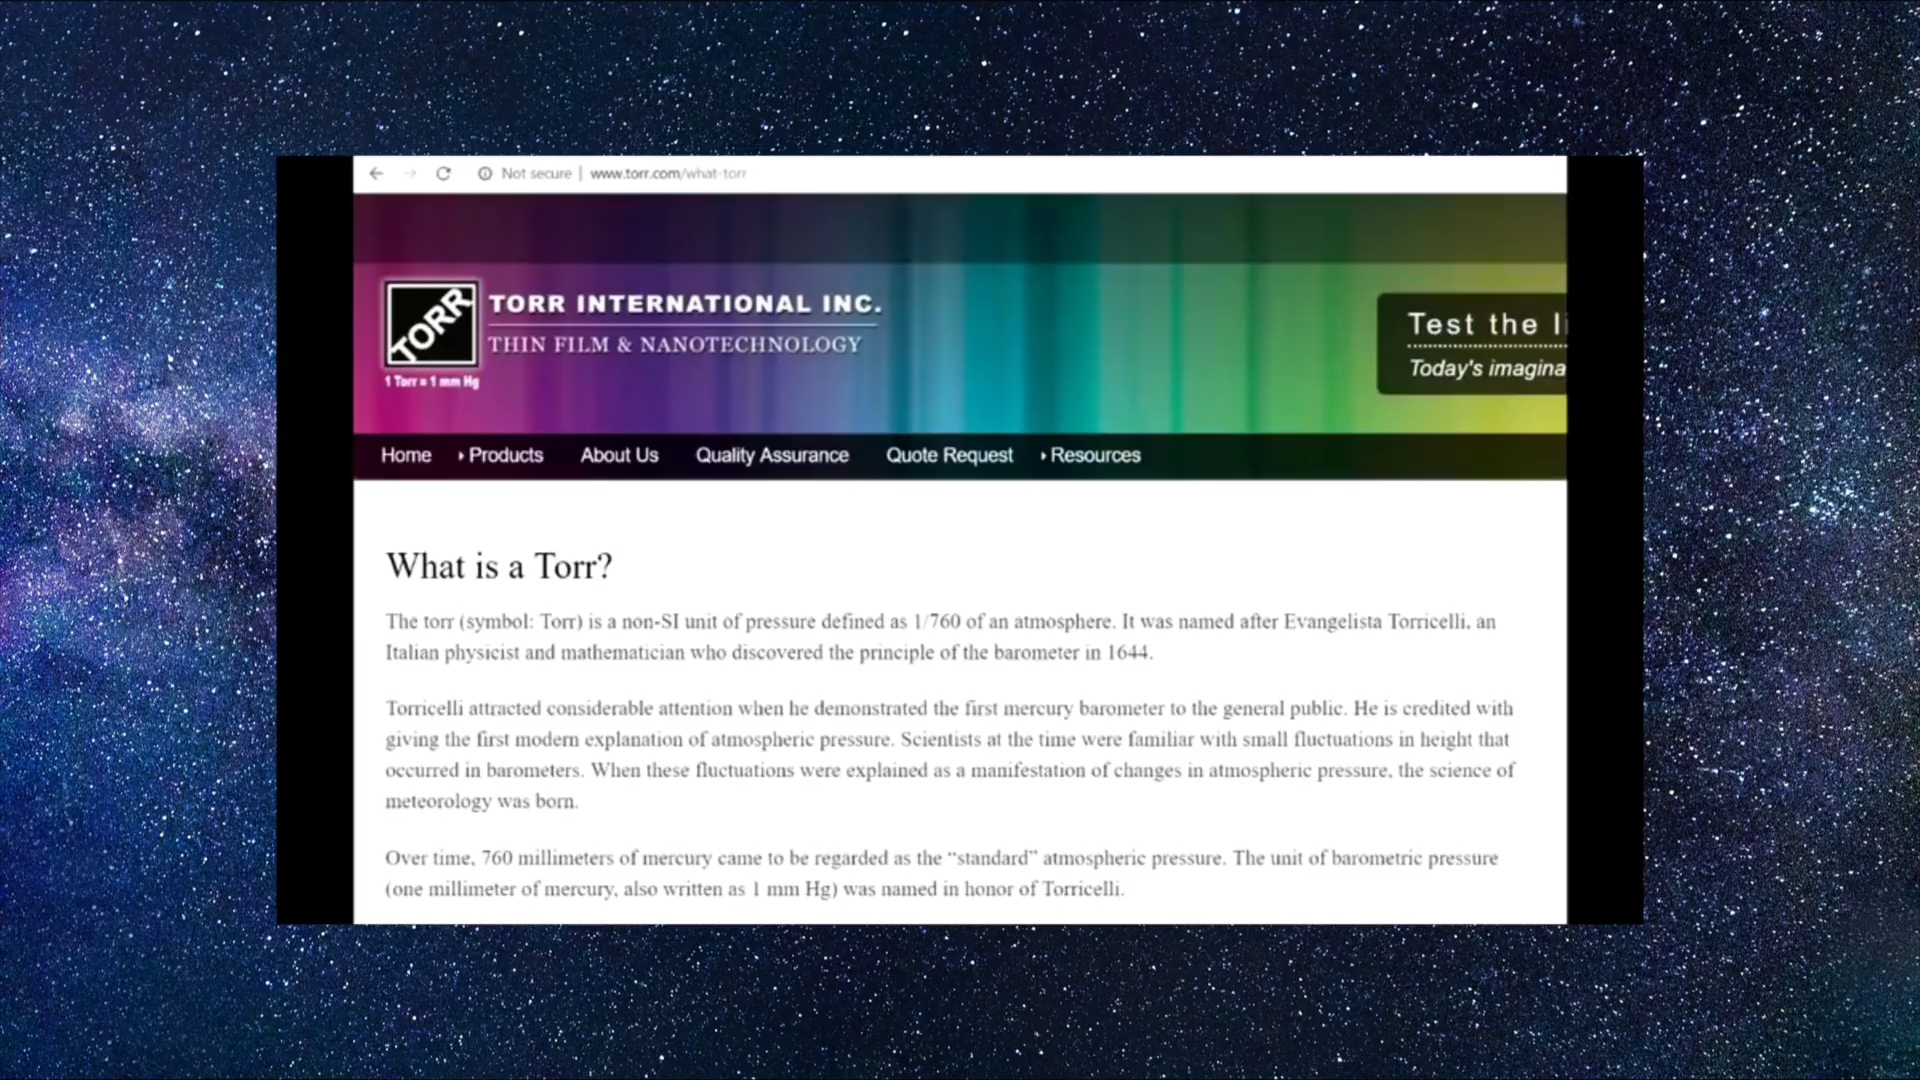 Not secure | www.torr.com/what-torr
TORR
TORR INTERNATIONAL INC.
THIN FILM & NANOTECHNOLOGY
1 Torr = 1 mm Hg
Test the
Today's
Home Products About Us Quality Assurance Quote Request Resources
What is a Torr?
The torr (symbol: Torr) is a non-SI unit of pressure defined as 1/760 of an atmosphere. It was named after Evangelista Torricelli, an
Italian physicist and mathematician who discovered the principle of the barometer in 1644.
Torricelli attracted considerable attention when he demonstrated the first mercury barometer to the general public. He is credited with
giving the first modern explanation of atmospheric pressure. Scientists at the time were familiar with small fluctuations in height that
occurred in barometers. When these fluctuations were explained as a manifestation of changes in atmospheric pressure, the science of
meteorology was born.
Over time, 760 millimeters of mercury came to be regarded as the “standard” atmospheric pressure. The unit of barometric pressure
(one millimeter of mercury, also written as 1 mm Hg) was named in honor of Torricelli.